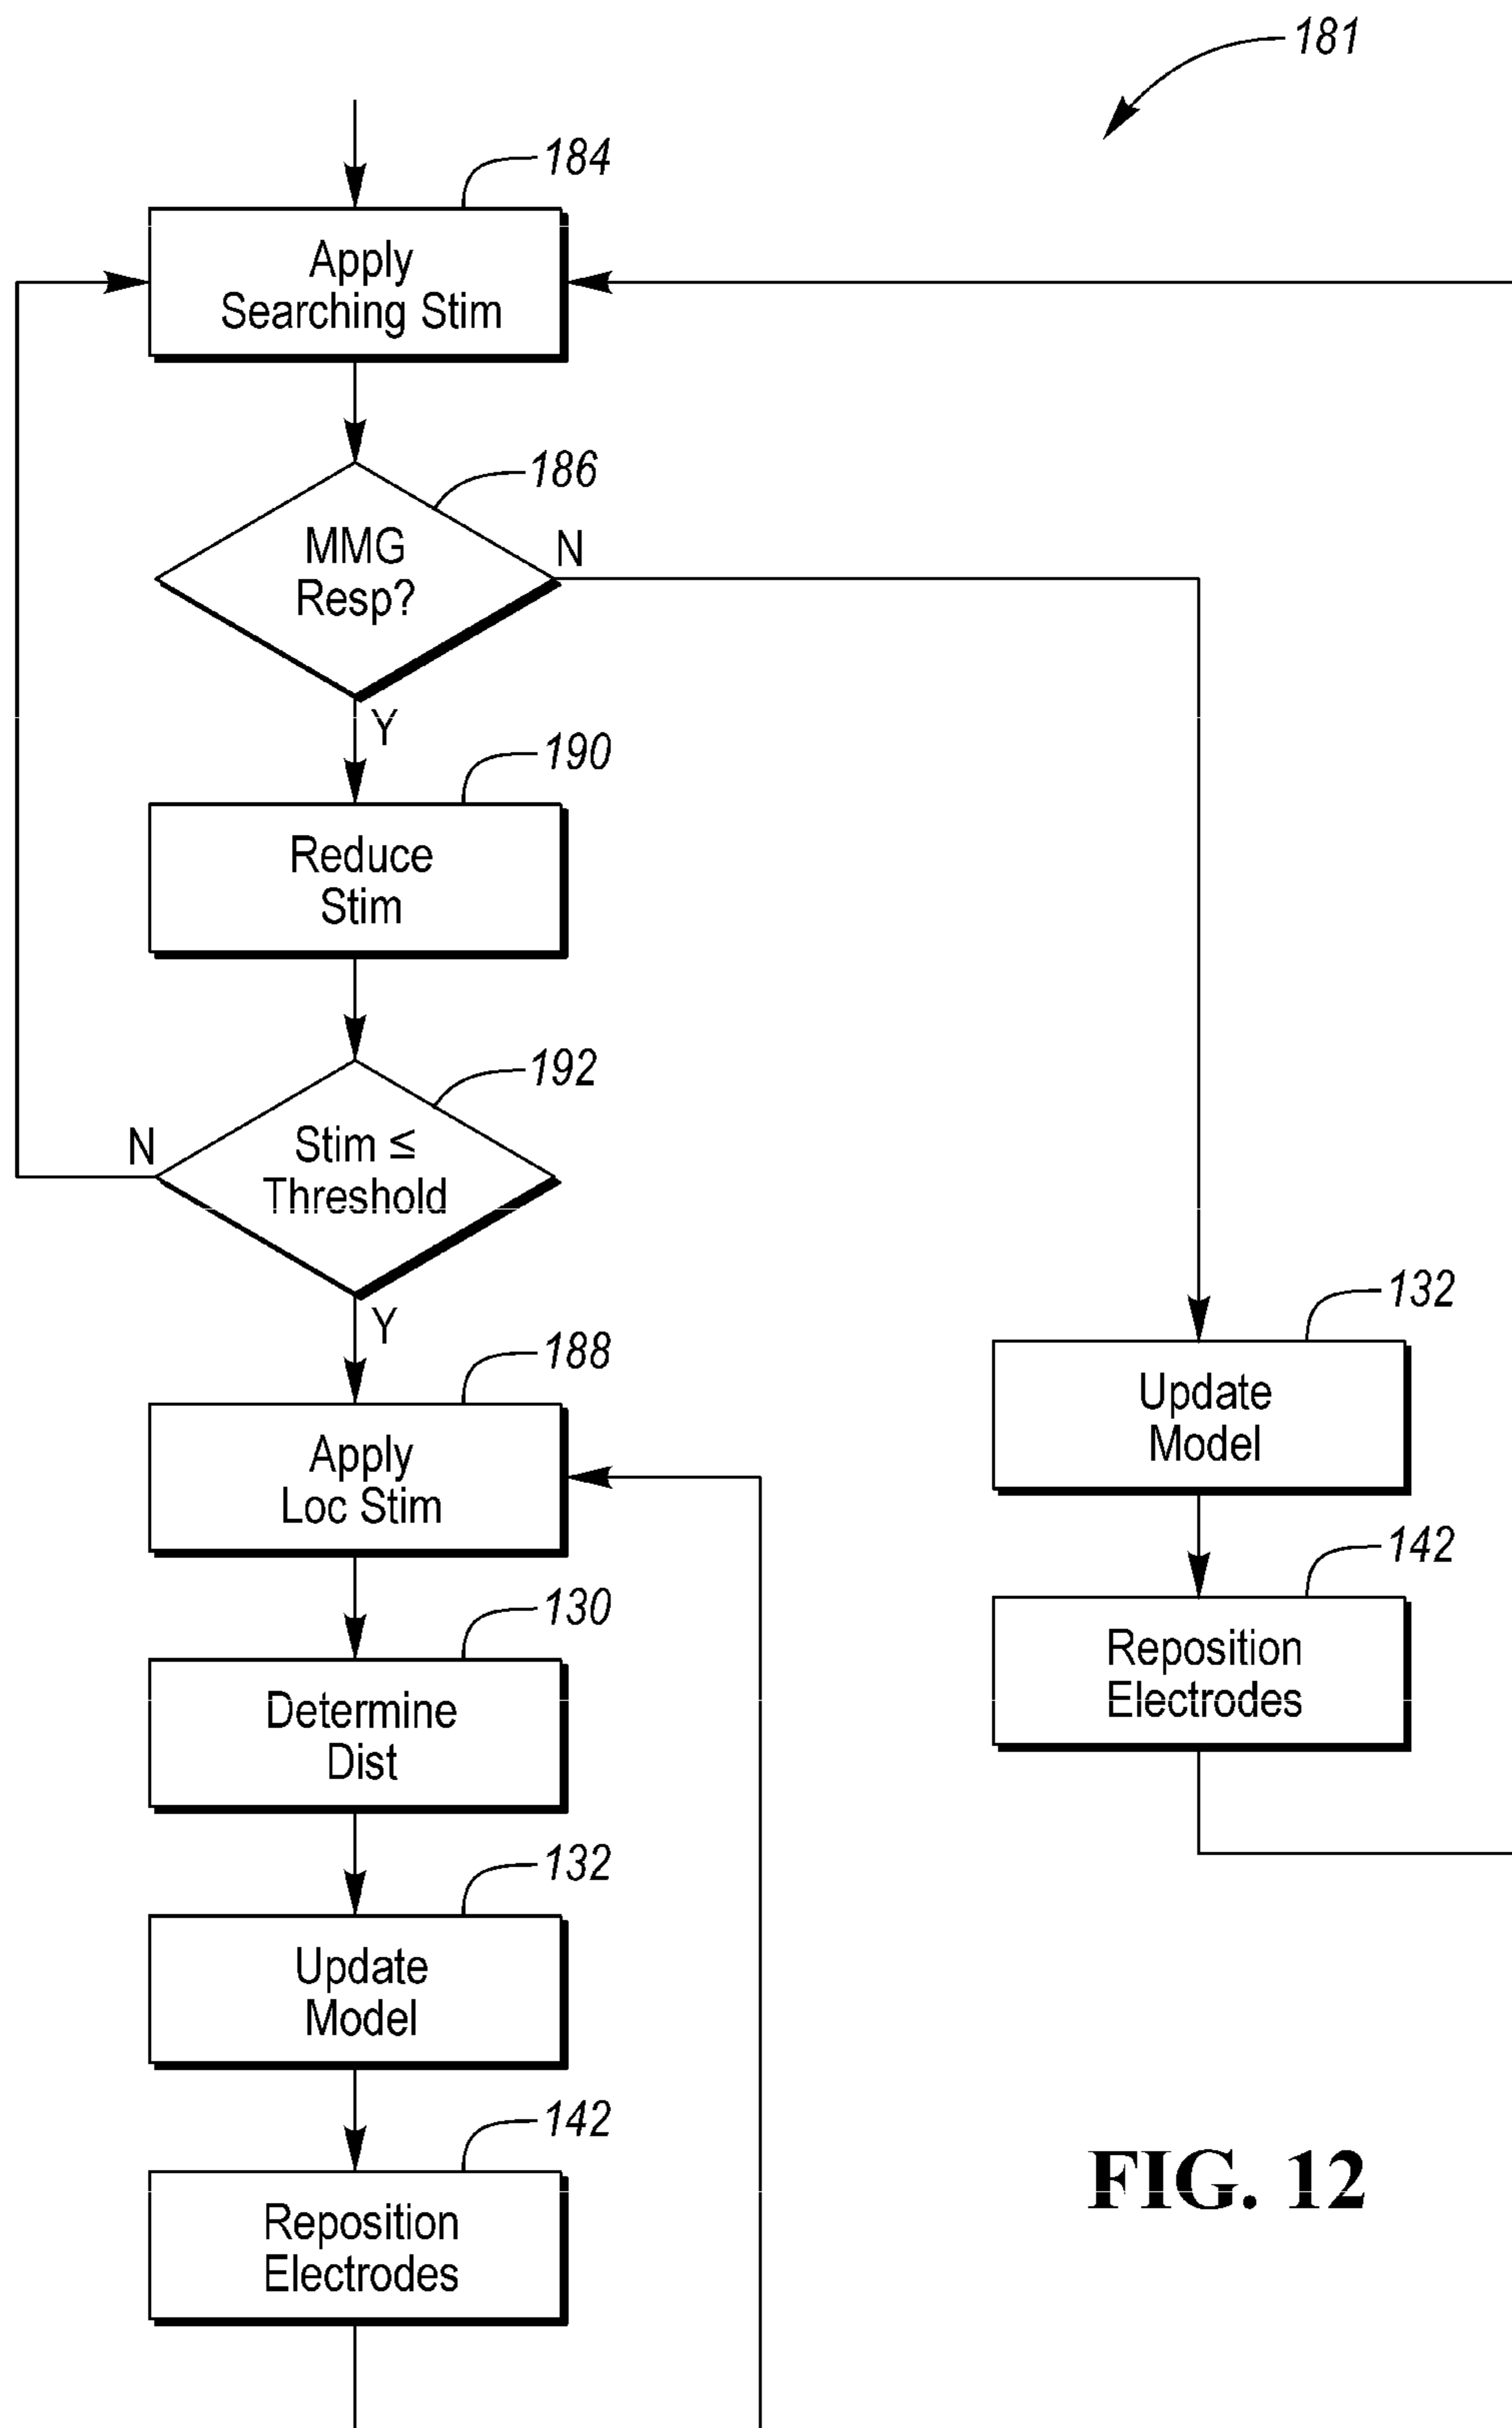 181
184
Apply
Searching Stim
186
MMG
Resp?
N
Y
190
Reduce
Stim
192
Stim ≤
Threshold
N
Y
188
Apply
Loc Stim
130
Determine
Dist
132
Update
Model
142
Reposition
Electrodes
132
Update
Model
142
Reposition
Electrodes
FIG. 12